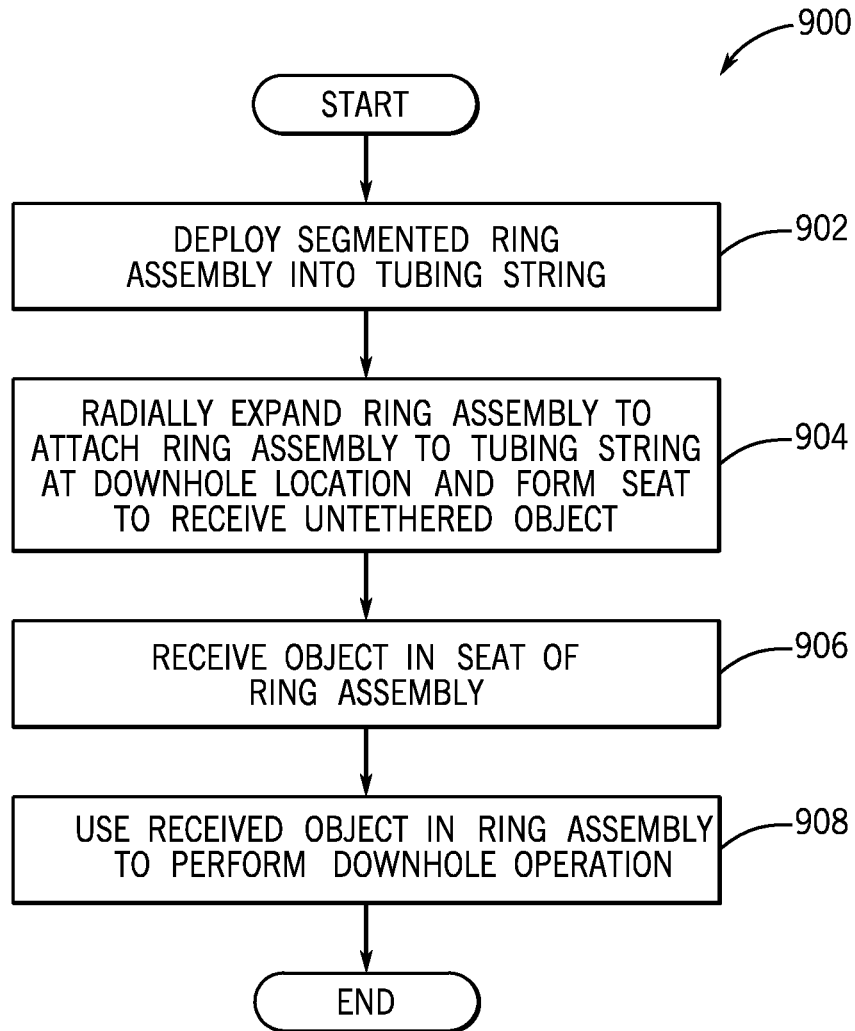 900
START
DEPLOY SEGMENTED RING
ASSEMBLY INTO TUBING STRING
902
RADIALLY EXPAND RING ASSEMBLY TO
ATTACH RING ASSEMBLY TO TUBING STRING
AT DOWNHOLE LOCATION AND FORM SEAT
TO RECEIVE UNTETHERED OBJECT
904
RECEIVE OBJECT IN SEAT OF
RING ASSEMBLY
906
USE RECEIVED OBJECT IN RING ASSEMBLY
TO PERFORM DOWNHOLE OPERATION
908
END